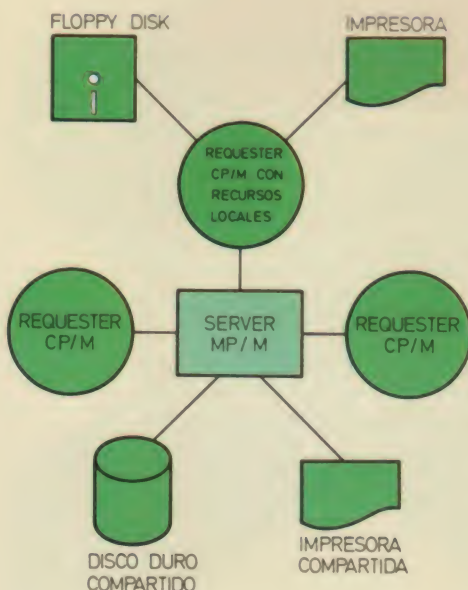 FLOPPY DISK
IMPRESORA
REQUESTER
CP/M CON
RECURSOS
LOCALES
REQUESTER
CP/M
SERVER
MP/M
REQUESTER
CP/M
DISCO DURO
COMPARTIDO
IMPRESORA
COMPARTIDA